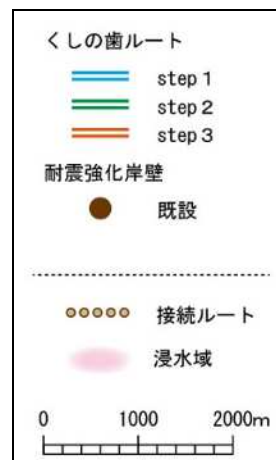 くしの歯ルート
step 1
step 2
step 3
耐震強化岸壁
既設
接続ルート
浸水域
0 1000 2000m